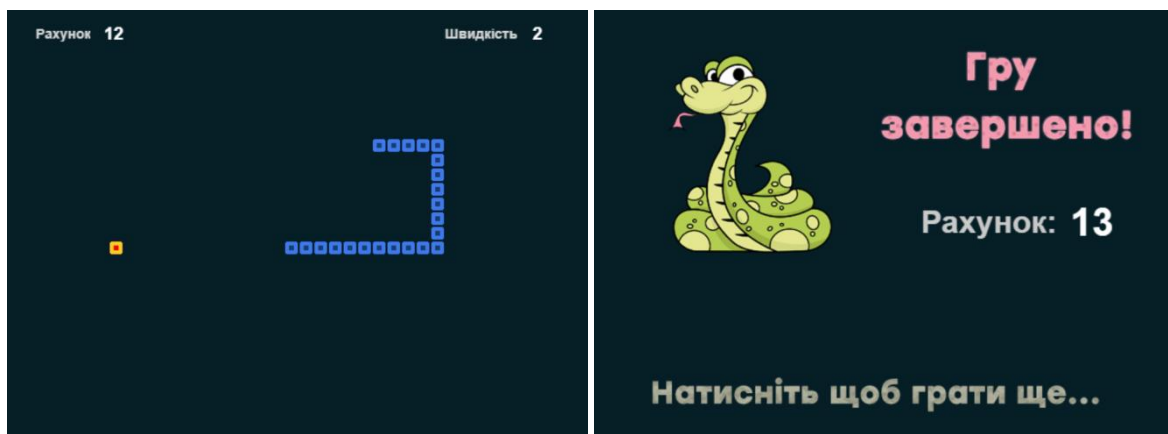 Рахунок 12
Швидкість 2
Гру
завершено!
Рахунок: 13
Натисніть щоб грати ще...